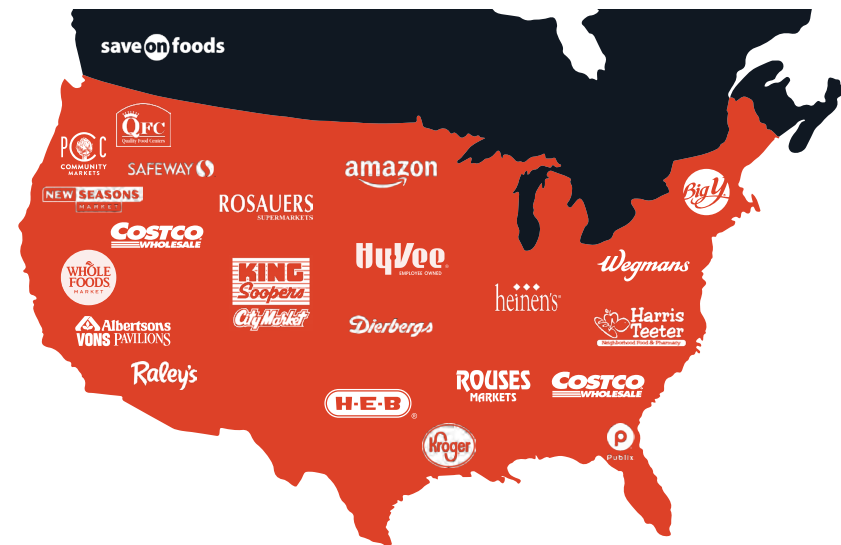 save on foods
QFC
Quality Food Centers
PCC
COMMUNITY
MARKETS
SAFEWAY
amazon
NEW SEASONS
MARKET
ROSAUERS
SUPERMARKETS
Big Y
COSTCO
WHOLESALE
HyVee
EMPLOYEE OWNED
Wegmans
WHOLE
FOODS
MARKET
KING
Soopers
City Market
heinen's
Albertsons
VONS PAVILIONS
Dierbergs
Harris
Teeter
Neighborhood Food & Pharmacy
Raley's
ROUSES
MARKETS
COSTCO
WHOLESALE
H-E-B
Kroger
P
Publix